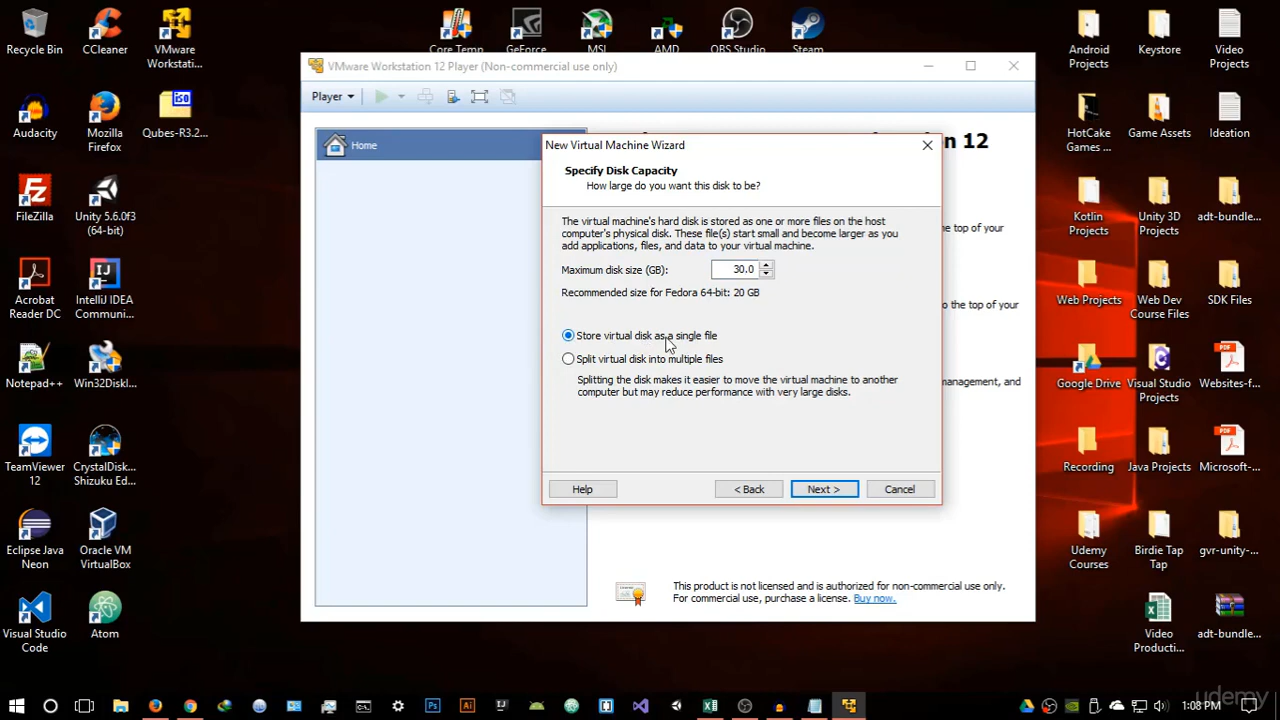 Recycle Bin
CCleaner
VMware
Workstati...
Core Temp
GeForce
MSI
AMD
OBS Studio
Steam
Android
Projects
Keystore
Video
Projects
VMware Workstation 12 Player (Non-commercial use only)
Player
Audacity
Mozilla
Firefox
ISO
Qubes-R3.2...
Home
n 12
HotCake
Games ...
Game Assets
Ideation
New Virtual Machine Wizard
Specify Disk Capacity
How large do you want this disk to be?
The virtual machine's hard disk is stored as one or more files on the host
computer's physical disk. These file(s) start small and become larger as you
add applications, files, and data to your virtual machine.
Maximum disk size (GB):
30.0
Recommended size for Fedora 64-bit: 20 GB
Store virtual disk as a single file
Split virtual disk into multiple files
Splitting the disk makes it easier to move the virtual machine to another
computer but may reduce performance with very large disks.
Help
< Back
Next >
Cancel
he top of your
o the top of your
management, and
This product is not licensed and is authorized for non-commercial use only.
For commercial use, purchase a license. Buy now.
FileZilla
Unity 5.6.0f3
(64-bit)
Kotlin
Projects
Unity 3D
Projects
adt-bundle...
Acrobat
Reader DC
IntelliJ IDEA
Communi...
Web Projects
Web Dev
Course Files
SDK Files
Notepad++
Win32DiskI...
Google Drive
Visual Studio
Projects
PDF
Websites-f...
TeamViewer
12
CrystalDisk...
Shizuku Ed...
Recording
Java Projects
PDF
Microsoft-...
Eclipse Java
Neon
Oracle VM
VirtualBox
Udemy
Courses
Birdie Tap
Tap
gvr-unity-...
Visual Studio
Code
Atom
Video
Producti...
adt-bundle...
Ps
Ai
1:08 PM
udemy